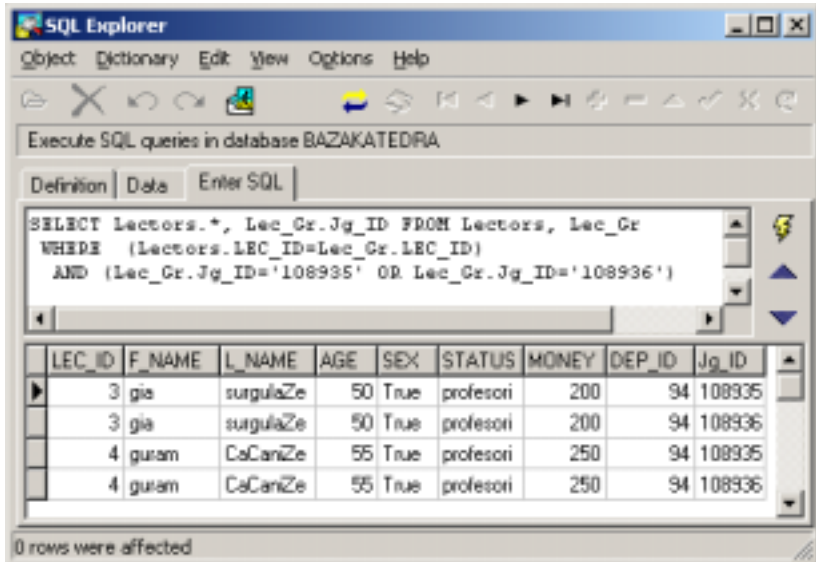 SQL Explorer
Object Dictionary Edit View Options Help
Execute SQL queries in database BAZAKATEDRA
Definition Data Enter SQL
SELECT Lectors.*, Lec_Gr.Jg_ID FROM Lectors, Lec_Gr
WHERE (Lectors.LEC_ID=Lec_Gr.LEC_ID)
AND (Lec_Gr.Jg_ID='108935' OR Lec_Gr.Jg_ID='108936')
LEC_ID F_NAME L_NAME AGE SEX STATUS MONEY DEP_ID Jg_ID
3 gia surgulaZe 50 True profesori 200 94 108935
3 gia surgulaZe 50 True profesori 200 94 108936
4 guram CaCaniZe 55 True profesori 250 94 108935
4 guram CaCaniZe 55 True profesori 250 94 108936
0 rows were affected